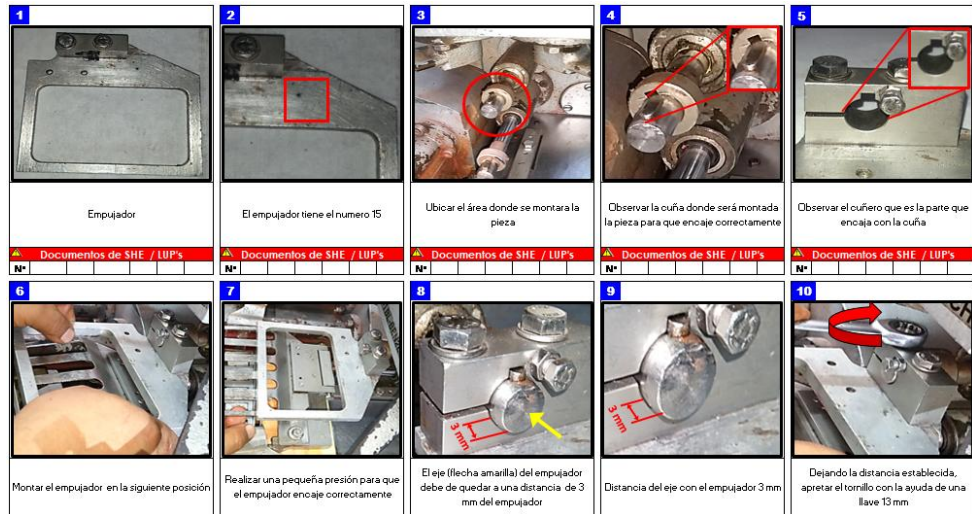 1
2
3
4
5
Empujador
El empujador tiene el numero 15
Ubicar el área donde se montara la
pieza
Observar la cuña donde será montada
la pieza para que encaje correctamente
Observar el cuñero que es la parte que
encaja con la cuña
Documentos de SHE / LUP's
Nº
Documentos de SHE / LUP's
Nº
Documentos de SHE / LUP's
Nº
Documentos de SHE / LUP's
Nº
Documentos de SHE / LUP's
Nº
6
7
8
9
10
3 mm
3 mm
Montar el empujador en la siguiente posición
Realizar una pequeña presión para que
el empujador encaje correctamente
El eje (flecha amarilla) del empujador
debe de quedar a una distancia de 3
mm del empujador
Distancia del eje con el empujador 3 mm
Dejando la distancia establecida,
apretar el tornillo con la ayuda de una
llave 13 mm